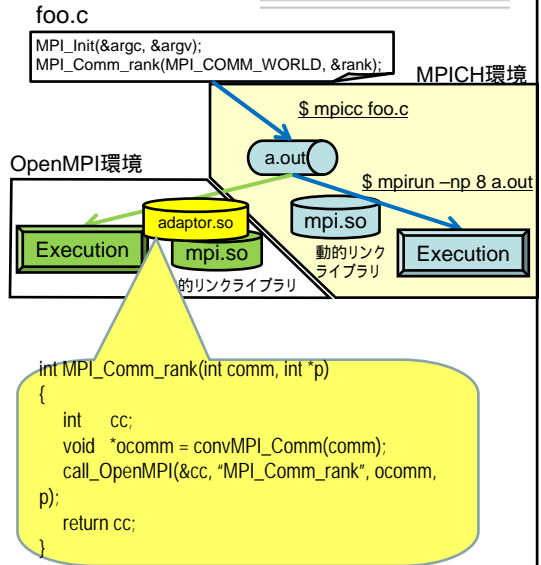 foo.c
MPI_Init(&argc, &argv);
MPI_Comm_rank(MPI_COMM_WORLD, &rank);
MPICH環境
$ mpicc foo.c
a.out
OpenMPI環境
$ mpirun –np 8 a.out
adaptor.so
mpi.so
Execution
mpi.so
動的リンク
ライブラリ
Execution
的リンクライブラリ
int MPI_Comm_rank(int comm, int *p)
{
int cc;
void *ocomm = convMPI_Comm(comm);
call_OpenMPI(&cc, “MPI_Comm_rank”, ocomm,
p);
return cc;
}